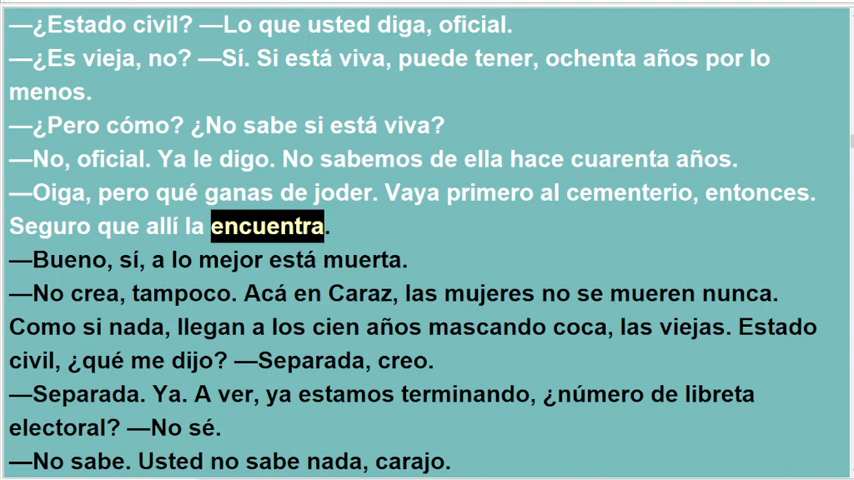 —¿Estado civil? —Lo que usted diga, oficial.
—¿Es vieja, no? —Sí. Si está viva, puede tener, ochenta años por lo
menos.
—¿Pero cómo? ¿No sabe si está viva?
—No, oficial. Ya le digo. No sabemos de ella hace cuarenta años.
—Oiga, pero qué ganas de joder. Vaya primero al cementerio, entonces.
Seguro que allí la encuentra.
—Bueno, sí, a lo mejor está muerta.
—No crea, tampoco. Acá en Caraz, las mujeres no se mueren nunca.
Como si nada, llegan a los cien años mascando coca, las viejas. Estado
civil, ¿qué me dijo? —Separada, creo.
—Separada. Ya. A ver, ya estamos terminando, ¿número de libreta
electoral? —No sé.
—No sabe. Usted no sabe nada, carajo.